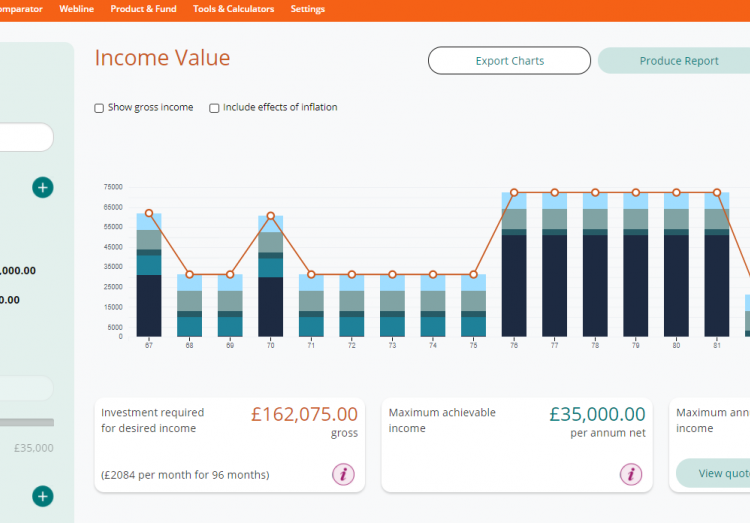 Webline Product & Fund Tools & Calculators Settings
Income Value
Export Charts
Produce Report
Show gross income
Include effects of inflation
75000
65000
55000
45000
35000
25000
15000
5000
0
67 68 69 70 71 72 73 74 75 76 77 78 79 80 81
,000.00
0.00
£35,000
Investment required
for desired income
£162,075.00
gross
(£2084 per month for 96 months)
i
Maximum achievable
income
£35,000.00
per annum net
i
Maximum ann
income
View quot